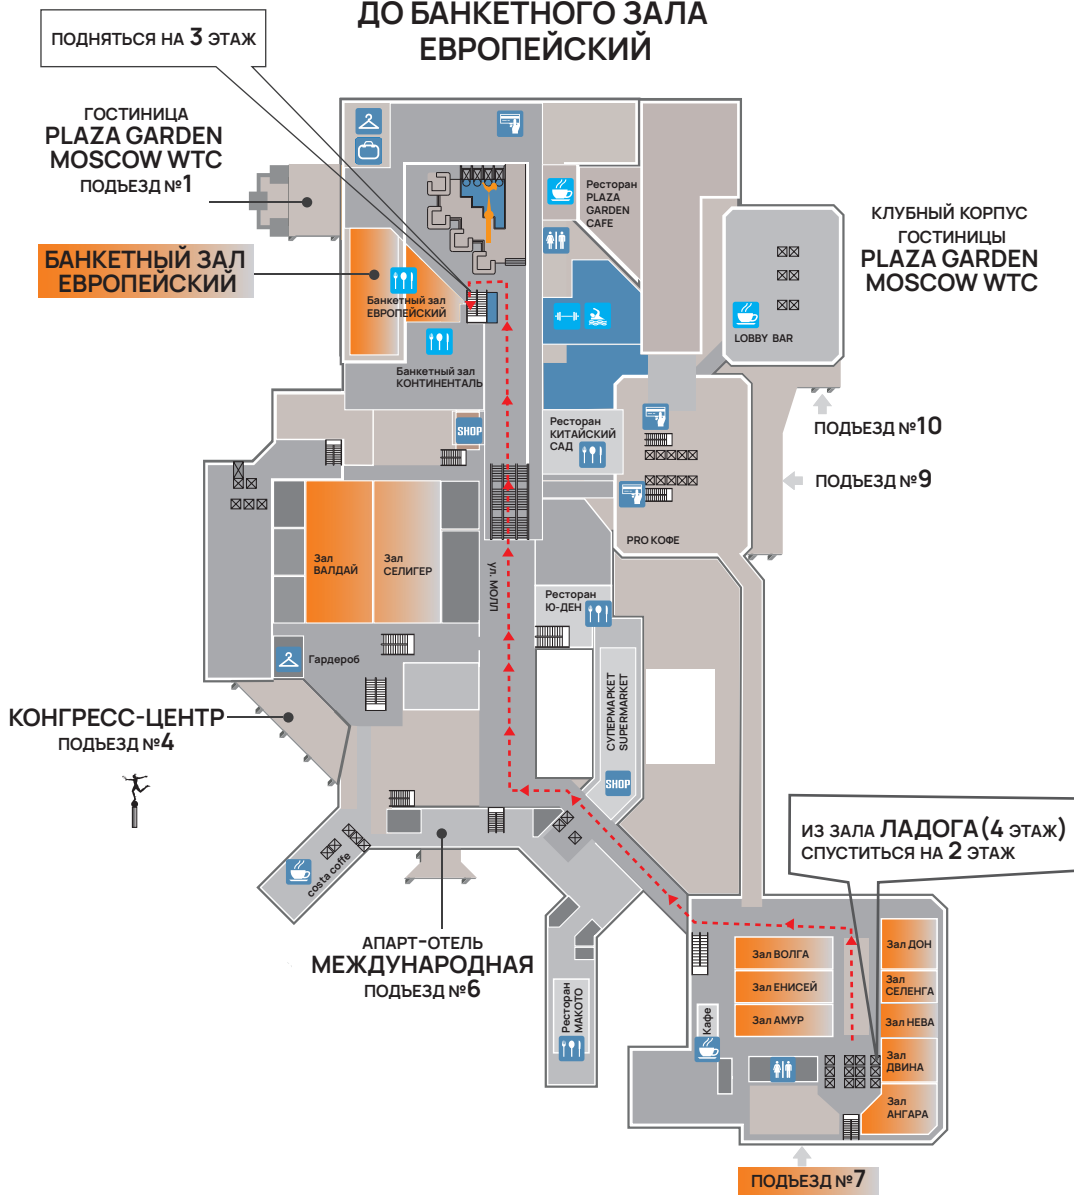 ДО БАНКЕТНОГО ЗАЛА
ЕВРОПЕЙСКИЙ
ПОДНЯТЬСЯ НА 3 ЭТАЖ
ГОСТИНИЦА
PLAZA GARDEN
MOSCOW WTC
ПОДЪЕЗД №1
БАНКЕТНЫЙ ЗАЛ
ЕВРОПЕЙСКИЙ
Ресторан
PLAZA
GARDEN
CAFE
КЛУБНЫЙ КОРПУС
ГОСТИНИЦЫ
PLAZA GARDEN
MOSCOW WTC
Банкетный зал
ЕВРОПЕЙСКИЙ
LOBBY BAR
Банкетный зал
КОНТИНЕНТАЛЬ
SHOP
Ресторан
КИТАЙСКИЙ
САД
ПОДЪЕЗД №10
ПОДЪЕЗД №9
PRO КОФЕ
Зал
ВАЛДАЙ
Зал
СЕЛИГЕР
ул. МОЛЛ
Ресторан
Ю-ДЕН
Гардероб
СУПЕРМАРКЕТ
SUPERMARKET
SHOP
КОНГРЕСС-ЦЕНТР
ПОДЪЕЗД №4
costa coffe
ИЗ ЗАЛА ЛАДОГА (4 ЭТАЖ)
СПУСТИТЬСЯ НА 2 ЭТАЖ
АПАРТ-ОТЕЛЬ
МЕЖДУНАРОДНАЯ
ПОДЪЕЗД №6
Ресторан
МАКОТО
Зал ВОЛГА
Зал ЕНИСЕЙ
Зал АМУР
Кафе
Зал ДОН
Зал
СЕЛЕНГА
Зал НЕВА
Зал
ДВИНА
Зал
АНГАРА
ПОДЪЕЗД №7